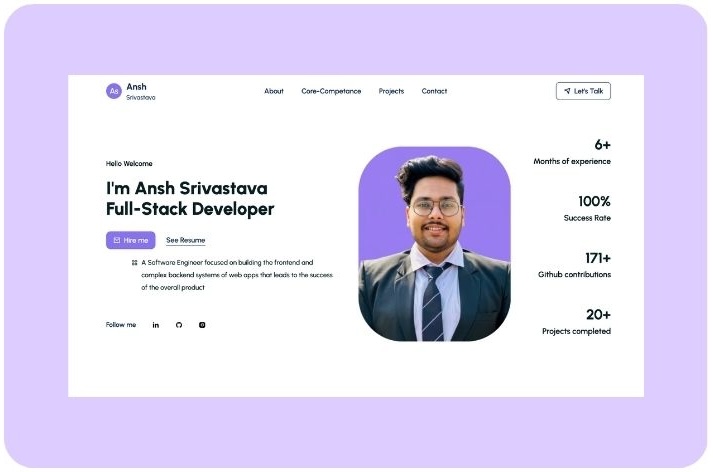 As
Ansh
Srivastava
About
Core-Competance
Projects
Contact
Let's Talk
Hello Welcome
I'm Ansh Srivastava
Full-Stack Developer
Hire me
See Resume
A Software Engineer focused on building the frontend and
complex backend systems of web apps that leads to the success
of the overall product
Follow me
6+
Months of experience
100%
Success Rate
171+
Github contributions
20+
Projects completed